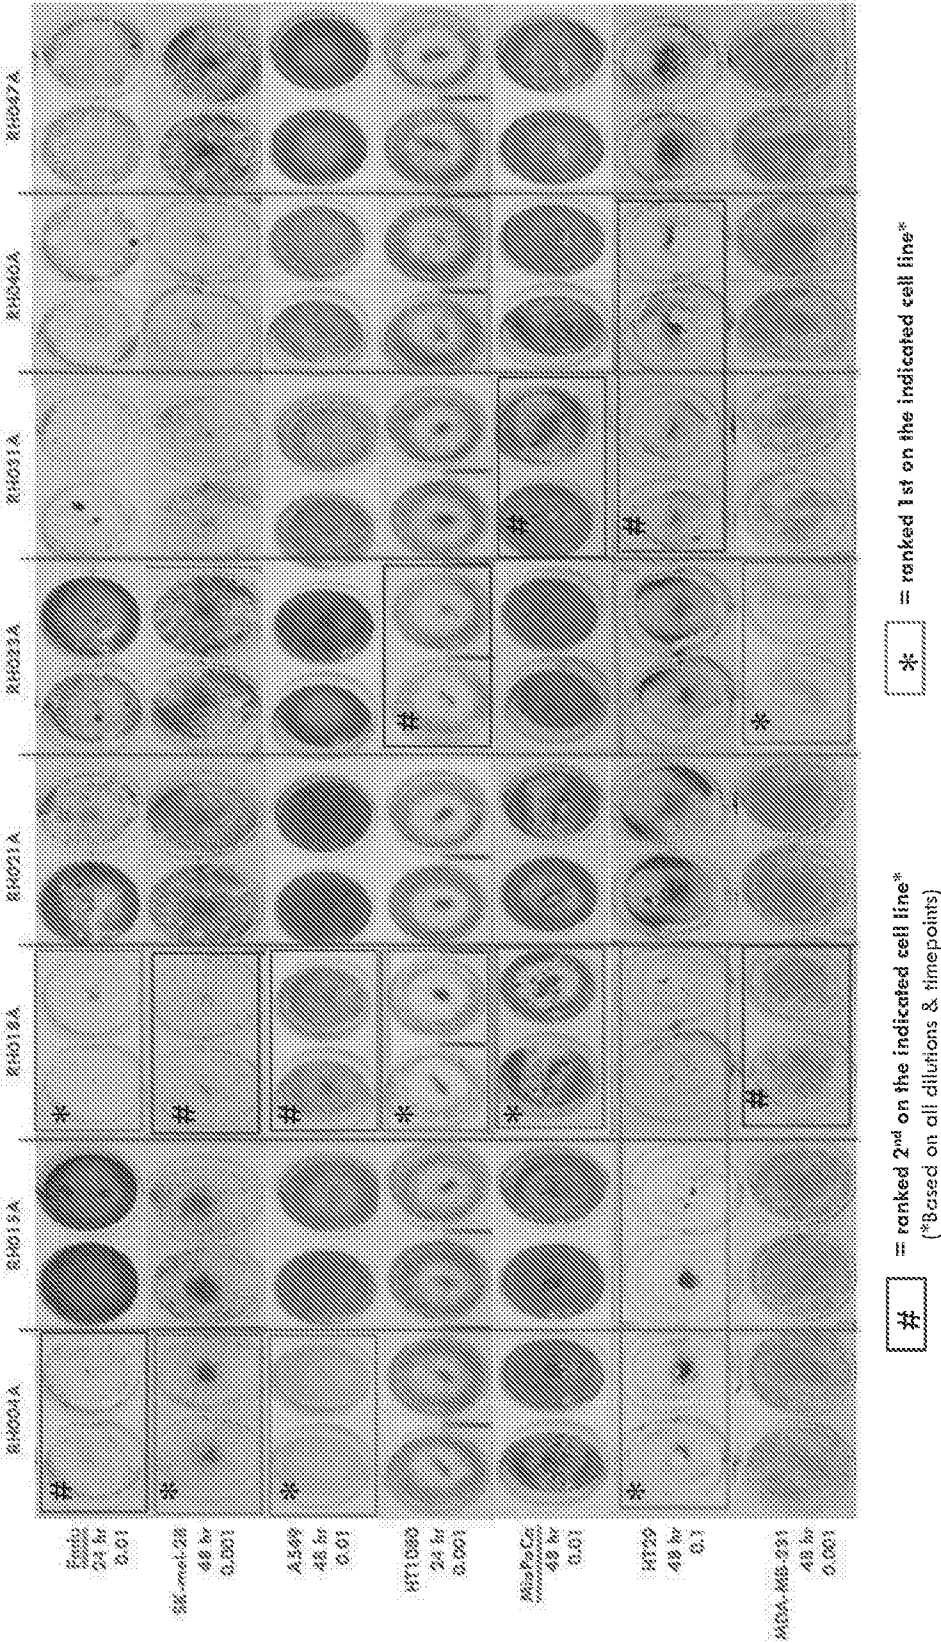 RH004A
RH015A
RH018A
RH021A
RH023A
RH031A
RH040A
RH047A
24 hr
0.01
#
*
SK-mel-28
48 hr
0.001
*
#
A549
48 hr
0.01
*
#
HT1080
24 hr
0.001
*
#
MiaPaCa
48 hr
0.01
*
#
HT29
48 hr
0.1
*
#
MDA-MB-231
48 hr
0.001
#
*
# = ranked 2nd on the indicated cell line*
(*Based on all dilutions & timepoints)
* = ranked 1st on the indicated cell line*